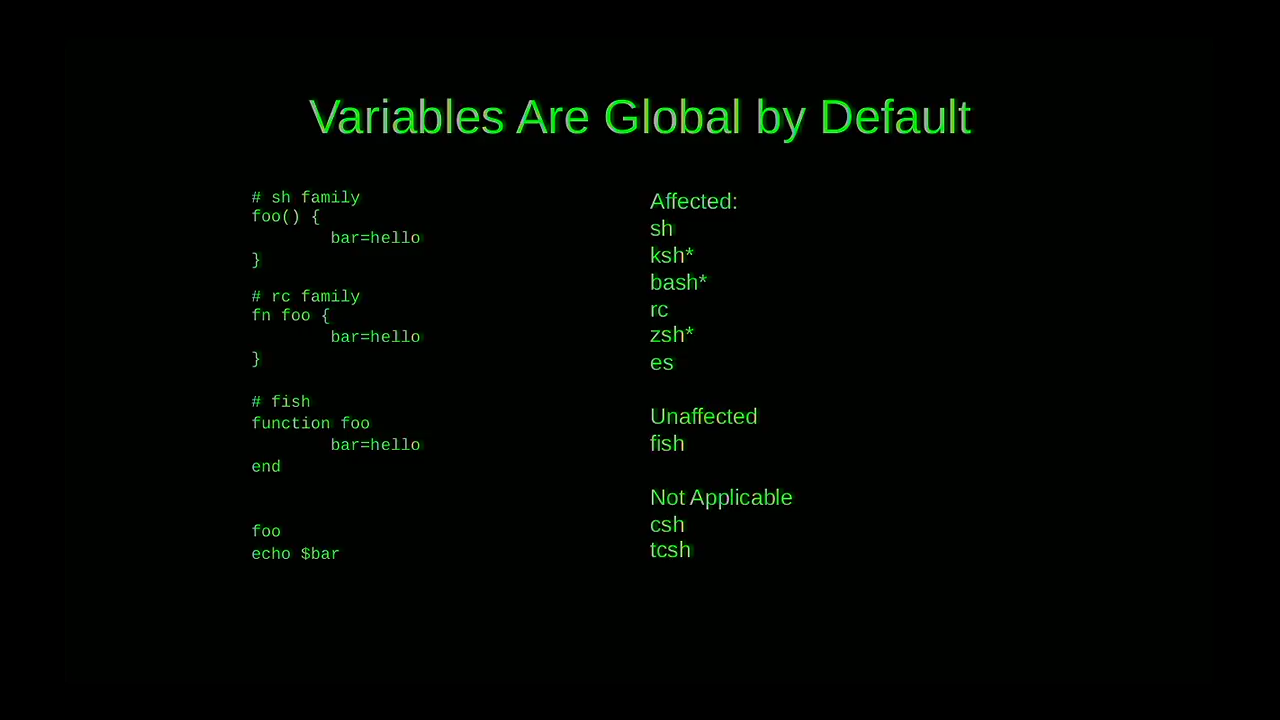 Variables Are Global by Default
# sh family
foo() {
        bar=hello
}
# rc family
fn foo {
        bar=hello
}
# fish
function foo
        bar=hello
end
foo
echo $bar
Affected:
sh
ksh*
bash*
rc
zsh*
es
Unaffected
fish
Not Applicable
csh
tcsh